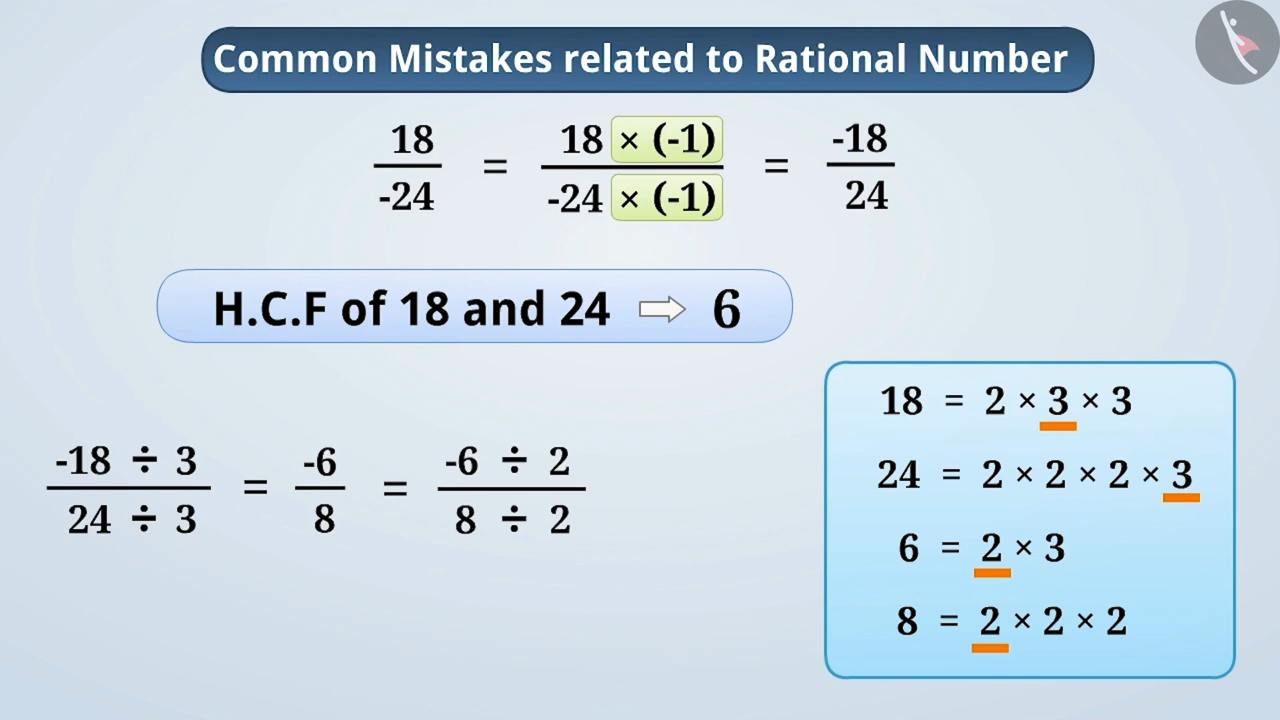 Common Mistakes related to Rational Number
18/-24 = 18 × (-1)/-24 × (-1) = -18/24
H.C.F of 18 and 24 ⇨ 6
-18 ÷ 3/24 ÷ 3 = -6/8 = -6 ÷ 2/8 ÷ 2
18 = 2 × 3 × 3
24 = 2 × 2 × 2 × 3
6 = 2 × 3
8 = 2 × 2 × 2